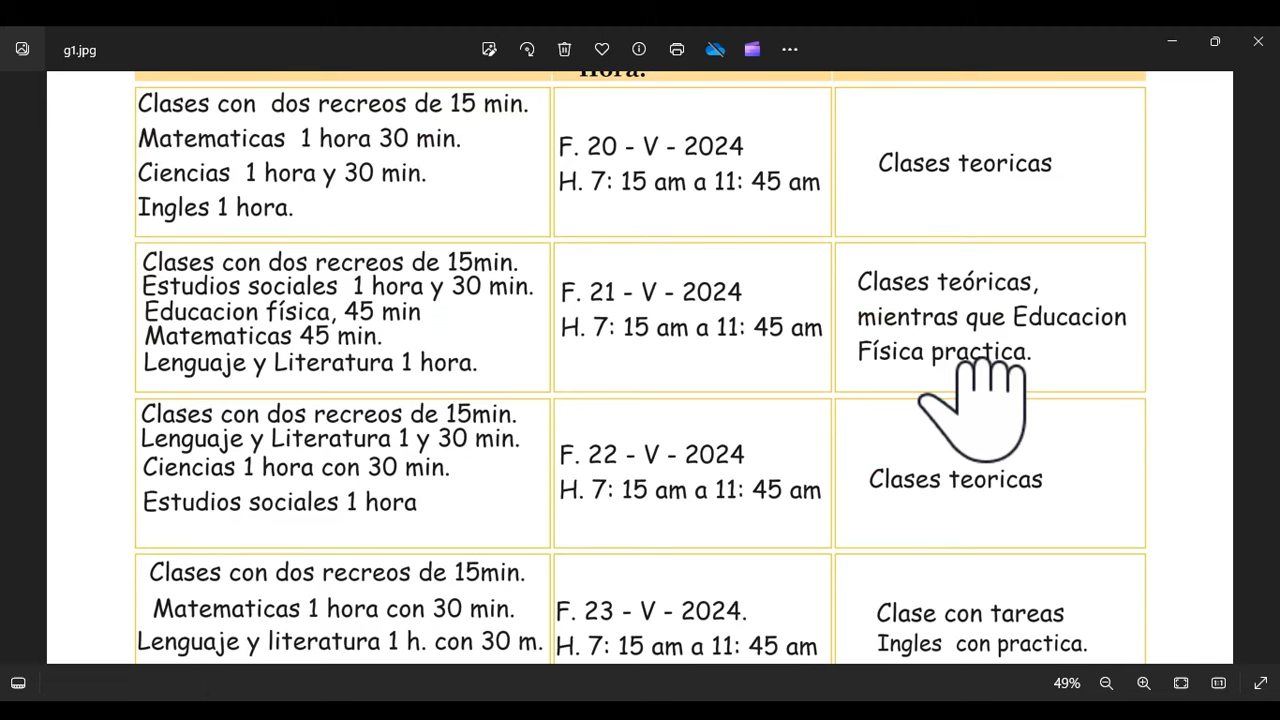 g1.jpg
Hora:
Clases con dos recreos de 15 min.
Matematicas 1 hora 30 min.
Ciencias 1 hora y 30 min.
Ingles 1 hora.
F. 20 - V - 2024
H. 7: 15 am a 11: 45 am
Clases teoricas
Clases con dos recreos de 15min.
Estudios sociales 1 hora y 30 min.
Educacion física, 45 min
Matematicas 45 min.
Lenguaje y Literatura 1 hora.
F. 21 - V - 2024
H. 7: 15 am a 11: 45 am
Clases teóricas,
mientras que Educacion
Física practica.
Clases con dos recreos de 15min.
Lenguaje y Literatura 1 y 30 min.
Ciencias 1 hora con 30 min.
Estudios sociales 1 hora
F. 22 - V - 2024
H. 7: 15 am a 11: 45 am
Clases teoricas
Clases con dos recreos de 15min.
Matematicas 1 hora con 30 min.
Lenguaje y literatura 1 h. con 30 m.
F. 23 - V - 2024.
H. 7: 15 am a 11: 45 am
Clase con tareas
Ingles con practica.
49%